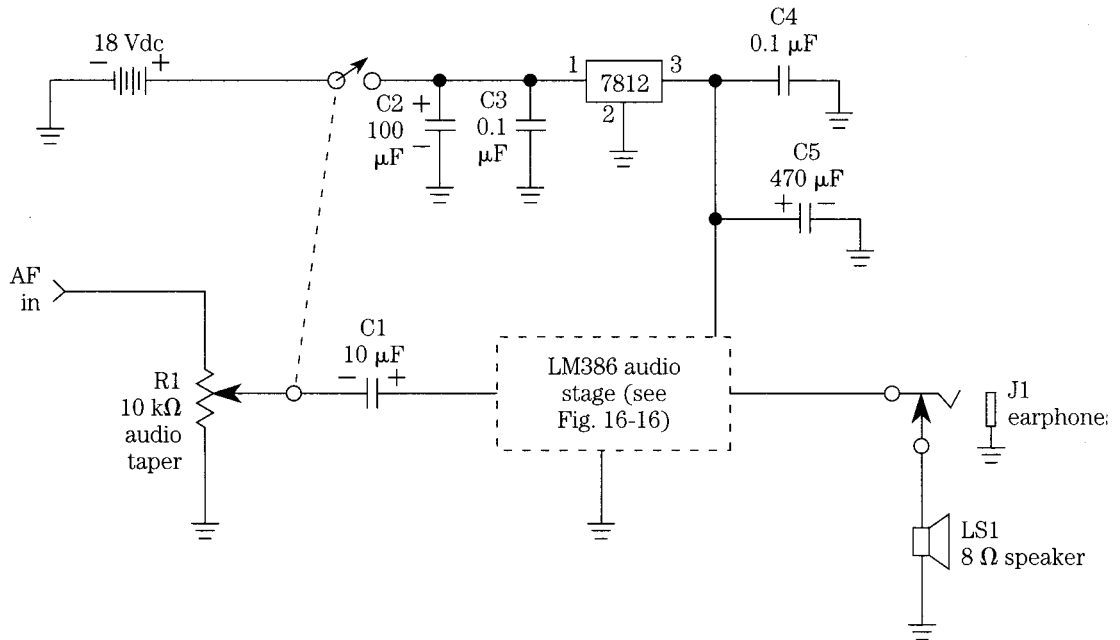 18 Vdc
− +
C4
0.1 µF
1
7812
3
2
C2 +
100
µF −
C3
0.1
µF
C5
470 µF
+ −
AF
in
C1
10 µF
− +
R1
10 kΩ
audio
taper
LM386 audio
stage (see
Fig. 16-16)
J1
earphones
LS1
8 Ω speaker